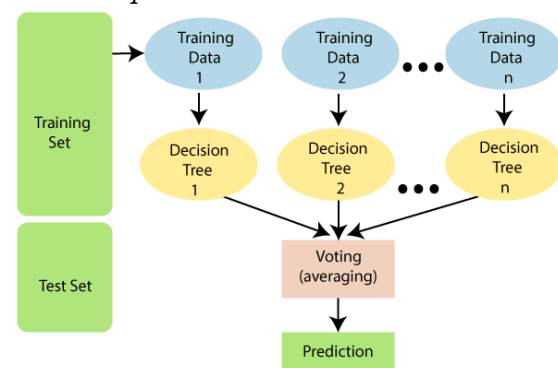 Training
Set
Test Set
Training
Data
1
Training
Data
2
Training
Data
n
Decision
Tree
1
Decision
Tree
2
Decision
Tree
n
Voting
(averaging)
Prediction